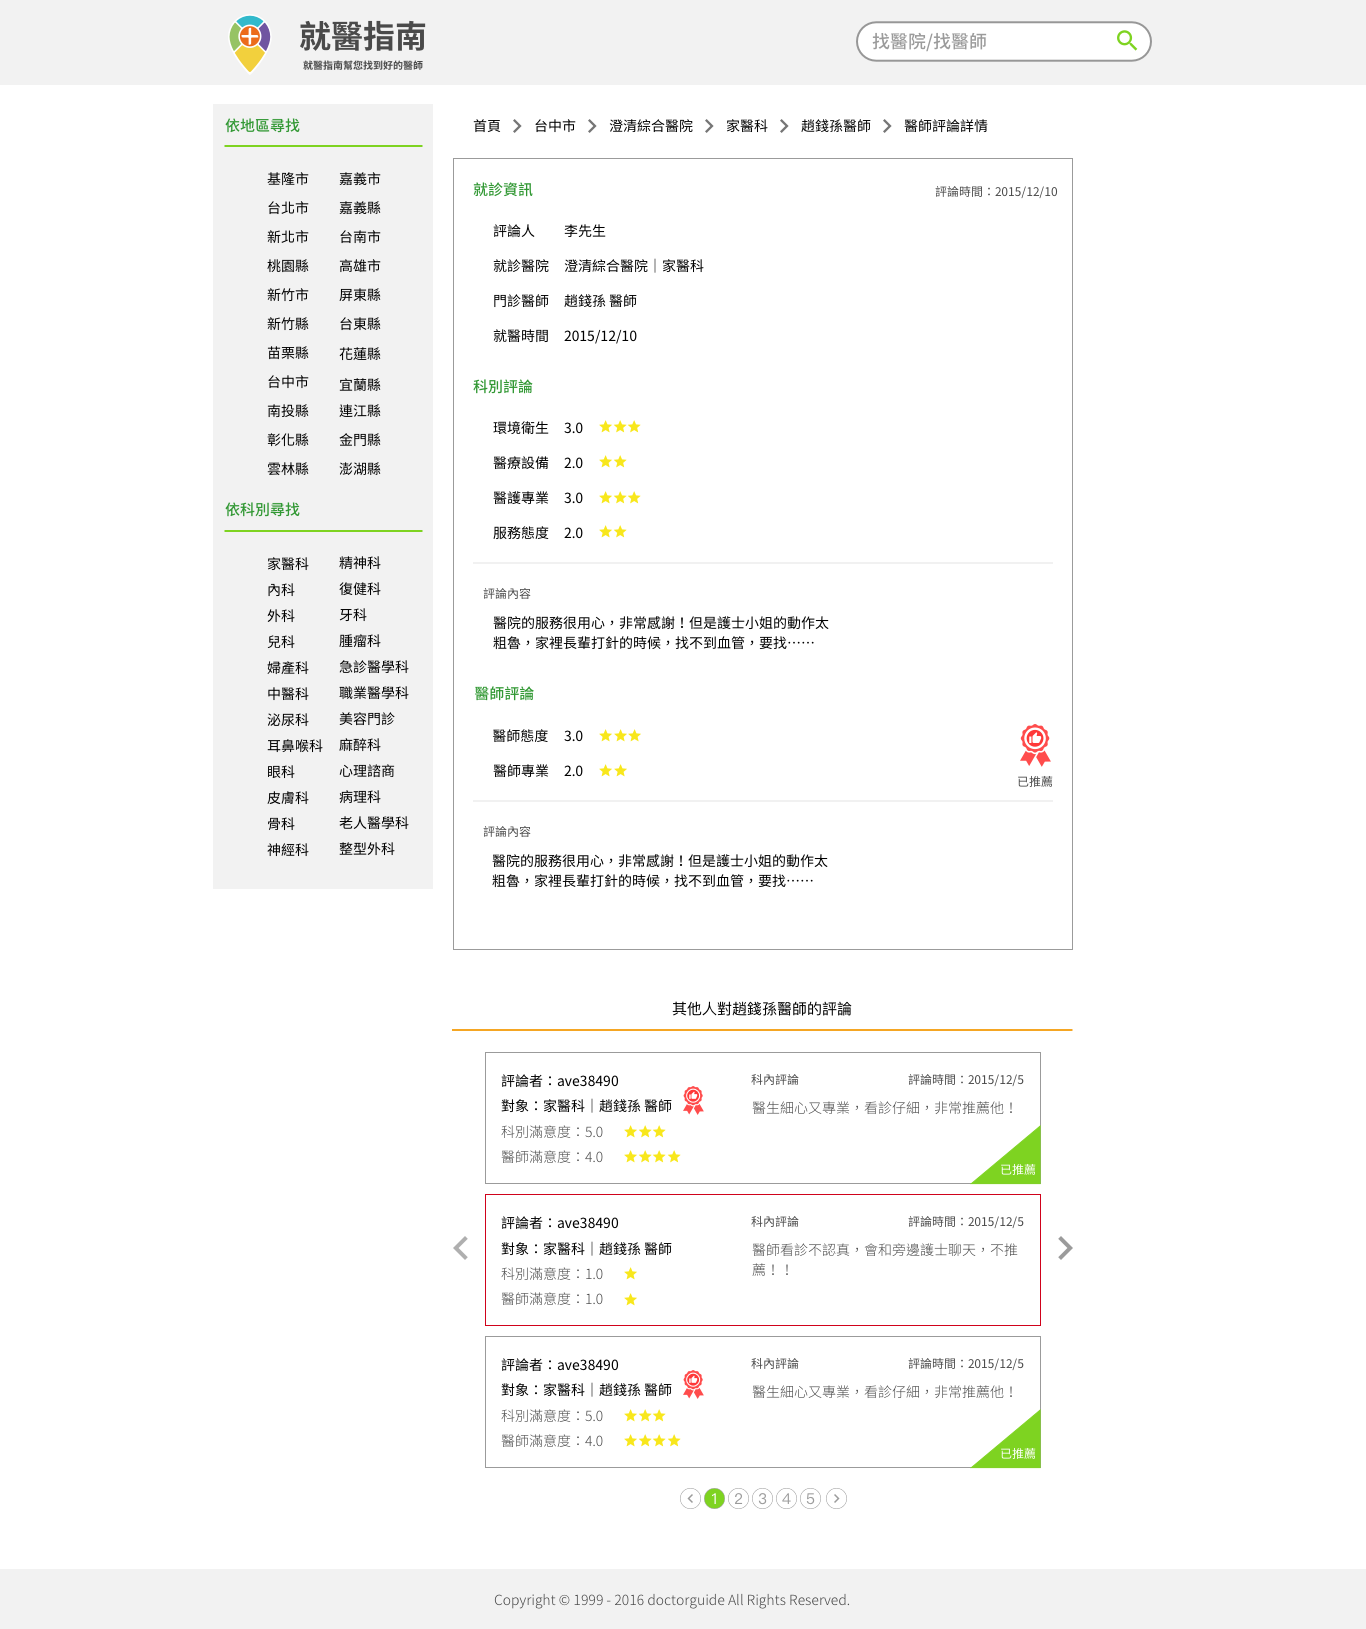 就醫指南
就醫指南幫您找到好的醫師
找醫院/找醫師
依地區尋找
基隆市 嘉義市
台北市 嘉義縣
新北市 台南市
桃園縣 高雄市
新竹市 屏東縣
新竹縣 台東縣
苗栗縣 花蓮縣
台中市 宜蘭縣
南投縣 連江縣
彰化縣 金門縣
雲林縣 澎湖縣
依科別尋找
家醫科 精神科
內科 復健科
外科 牙科
兒科 腫瘤科
婦產科 急診醫學科
中醫科 職業醫學科
泌尿科 美容門診
耳鼻喉科 麻醉科
眼科 心理諮商
皮膚科 病理科
骨科 老人醫學科
神經科 整型外科
首頁 台中市 澄清綜合醫院 家醫科 趙錢孫醫師 醫師評論詳情
就診資訊 評論時間：2015/12/10
評論人 李先生
就診醫院 澄清綜合醫院｜家醫科
門診醫師 趙錢孫 醫師
就醫時間 2015/12/10
科別評論
環境衛生 3.0
醫療設備 2.0
醫護專業 3.0
服務態度 2.0
評論內容
醫院的服務很用心，非常感謝！但是護士小姐的動作太
粗魯，家裡長輩打針的時候，找不到血管，要找……
醫師評論
醫師態度 3.0
醫師專業 2.0
已推薦
評論內容
醫院的服務很用心，非常感謝！但是護士小姐的動作太
粗魯，家裡長輩打針的時候，找不到血管，要找……
其他人對趙錢孫醫師的評論
評論者：ave38490
對象：家醫科｜趙錢孫 醫師
科別滿意度：5.0
醫師滿意度：4.0
科內評論 評論時間：2015/12/5
醫生細心又專業，看診仔細，非常推薦他！
已推薦
評論者：ave38490
對象：家醫科｜趙錢孫 醫師
科別滿意度：1.0
醫師滿意度：1.0
科內評論 評論時間：2015/12/5
醫師看診不認真，會和旁邊護士聊天，不推
薦！！
評論者：ave38490
對象：家醫科｜趙錢孫 醫師
科別滿意度：5.0
醫師滿意度：4.0
科內評論 評論時間：2015/12/5
醫生細心又專業，看診仔細，非常推薦他！
已推薦
1 2 3 4 5
Copyright © 1999 - 2016 doctorguide All Rights Reserved.